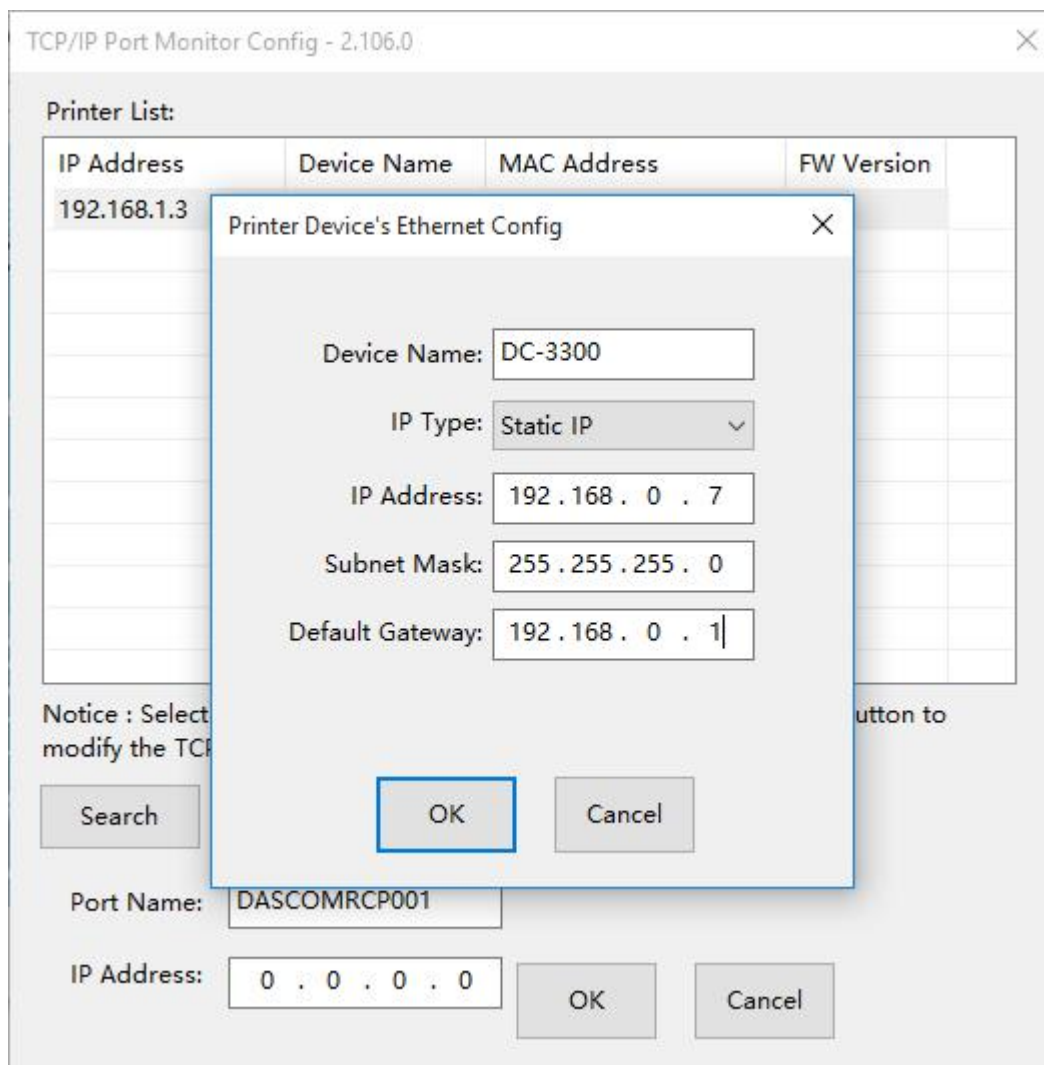 TCP/IP Port Monitor Config - 2.106.0
Printer List:
IP Address Device Name MAC Address FW Version
192.168.1.3
Printer Device's Ethernet Config
Device Name: DC-3300
IP Type: Static IP
IP Address: 192 . 168 . 0 . 7
Subnet Mask: 255 . 255 . 255 . 0
Default Gateway: 192 . 168 . 0 . 1
OK Cancel
Notice : Select utton to
modify the TCP
Search
Port Name: DASCOMRCP001
IP Address: 0 . 0 . 0 . 0
OK Cancel